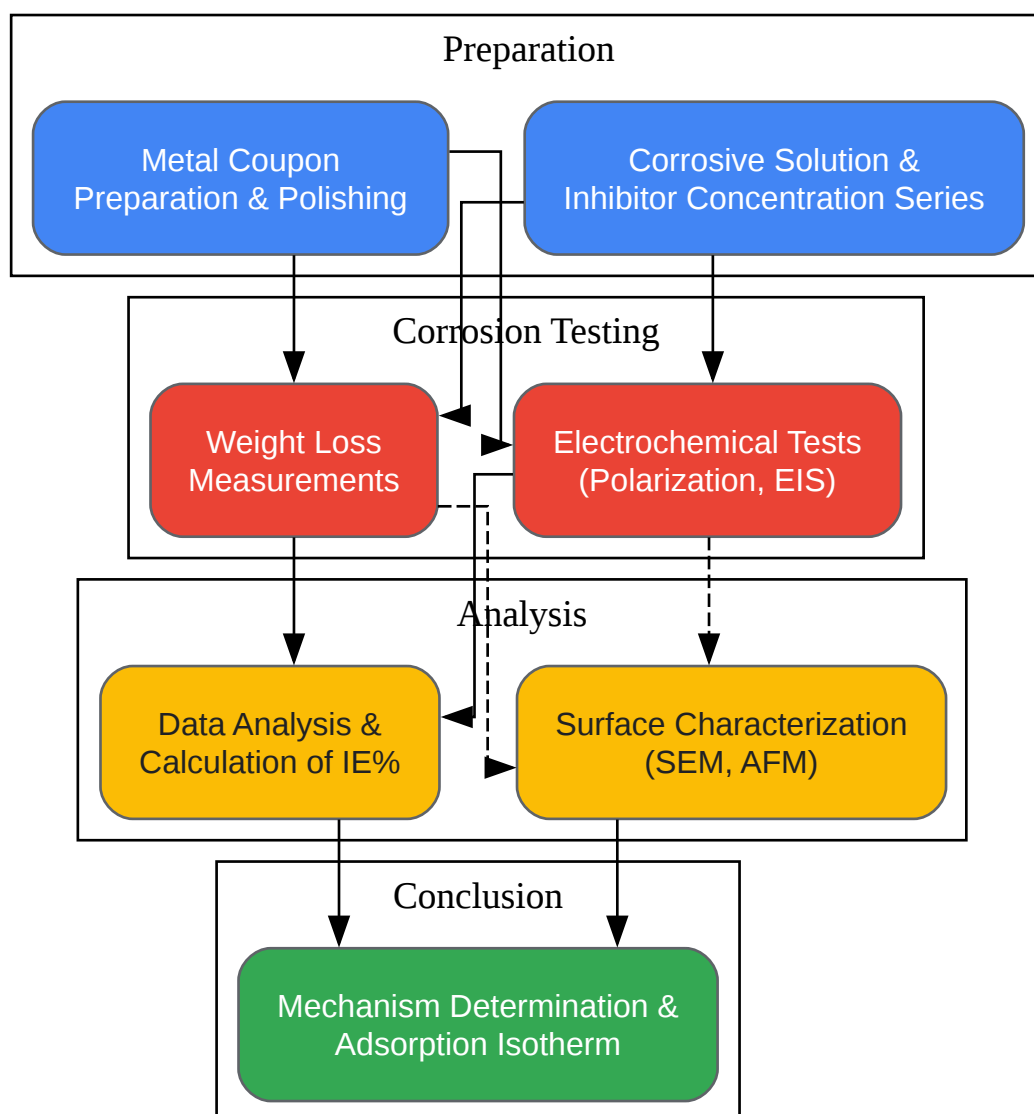 Preparation
Metal Coupon
Preparation & Polishing
Corrosive Solution &
Inhibitor Concentration Series
Corrosion Testing
Weight Loss
Measurements
Electrochemical Tests
(Polarization, EIS)
Analysis
Data Analysis &
Calculation of IE%
Surface Characterization
(SEM, AFM)
Conclusion
Mechanism Determination &
Adsorption Isotherm